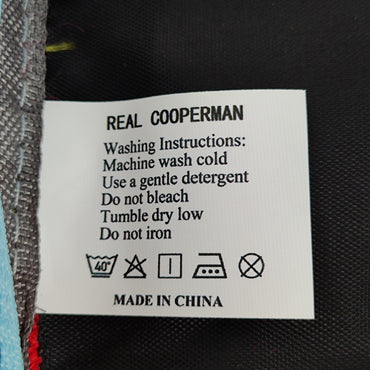 REAL COOPERMAN
Washing Instructions:
Machine wash cold
Use a gentle detergent
Do not bleach
Tumble dry low
Do not iron
40°
MADE IN CHINA